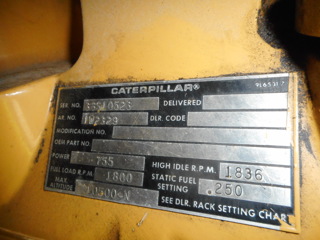 CATERPILLAR®
SER. NO. DELIVERED
AR. NO. 1W2329 DLR. CODE
MODIFICATION NO.
OEM PART NO.
POWER 755 HIGH IDLE R.P.M. 1836
FULL LOAD R.P.M. 1800 STATIC FUEL SETTING .250
MAX. ALTITUDE
SEE DLR. RACK SETTING CHART